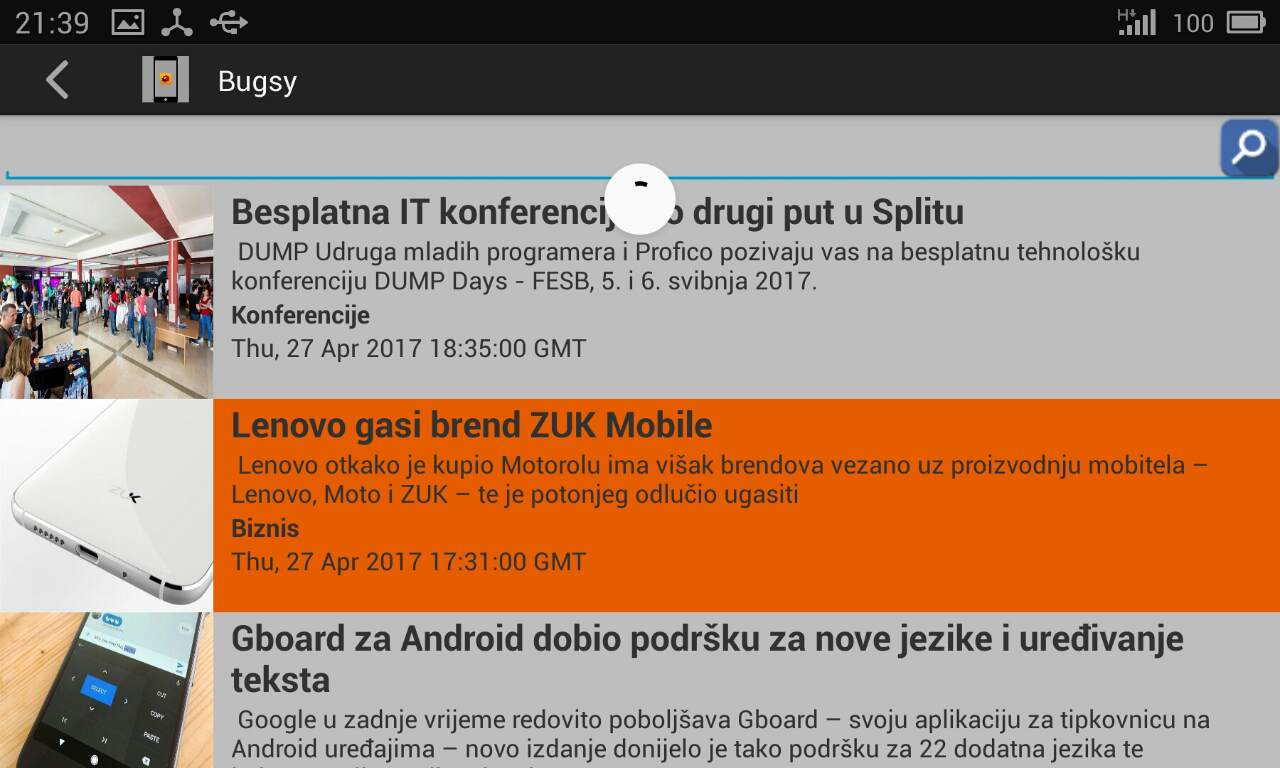 21:39
H
100
Bugsy
Besplatna IT konferencij o drugi put u Splitu
DUMP Udruga mladih programera i Profico pozivaju vas na besplatnu tehnološku
konferenciju DUMP Days - FESB, 5. i 6. svibnja 2017.
Konferencije
Thu, 27 Apr 2017 18:35:00 GMT
ZUK
Lenovo gasi brend ZUK Mobile
Lenovo otkako je kupio Motorolu ima višak brendova vezano uz proizvodnju mobitela –
Lenovo, Moto i ZUK – te je potonjeg odlučio ugasiti
Biznis
Thu, 27 Apr 2017 17:31:00 GMT
SELECT
CUT
COPY
PASTE
Gboard za Android dobio podršku za nove jezike i uređivanje
teksta
Google u zadnje vrijeme redovito poboljšava Gboard – svoju aplikaciju za tipkovnicu na
Android uređajima – novo izdanje donijelo je tako podršku za 22 dodatna jezika te